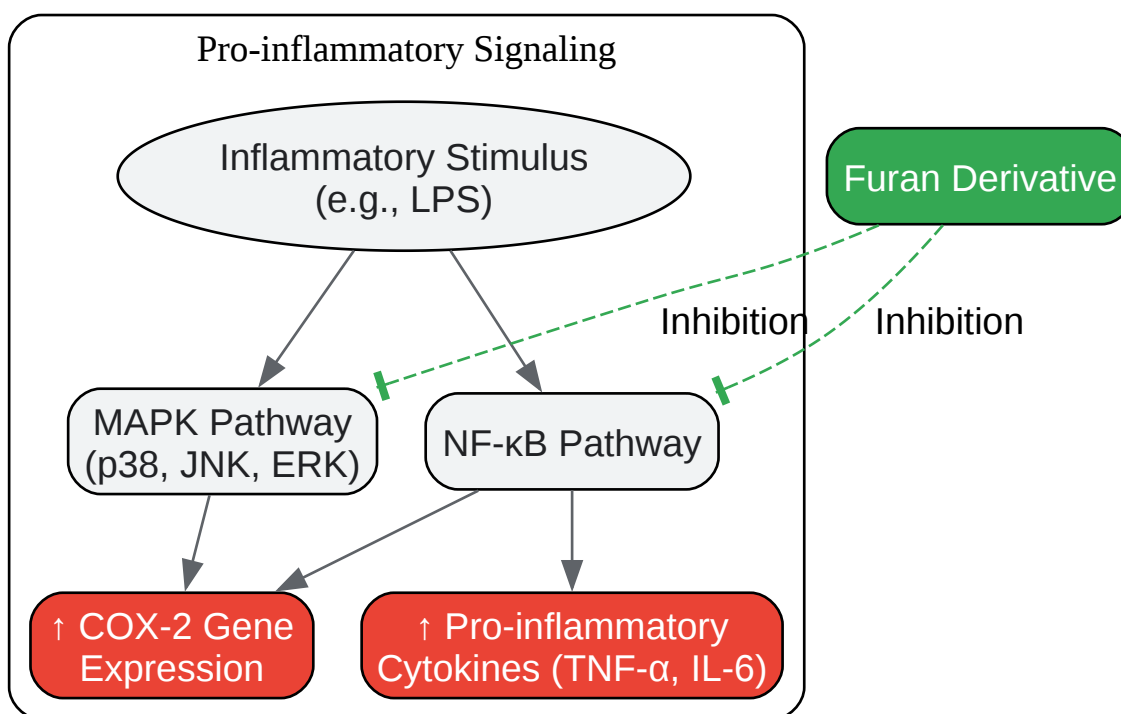 Pro-inflammatory Signaling
Inflammatory Stimulus
(e.g., LPS)
Furan Derivative
Inhibition
Inhibition
MAPK Pathway
(p38, JNK, ERK)
NF-κB Pathway
↑ COX-2 Gene
Expression
↑ Pro-inflammatory
Cytokines (TNF-α, IL-6)